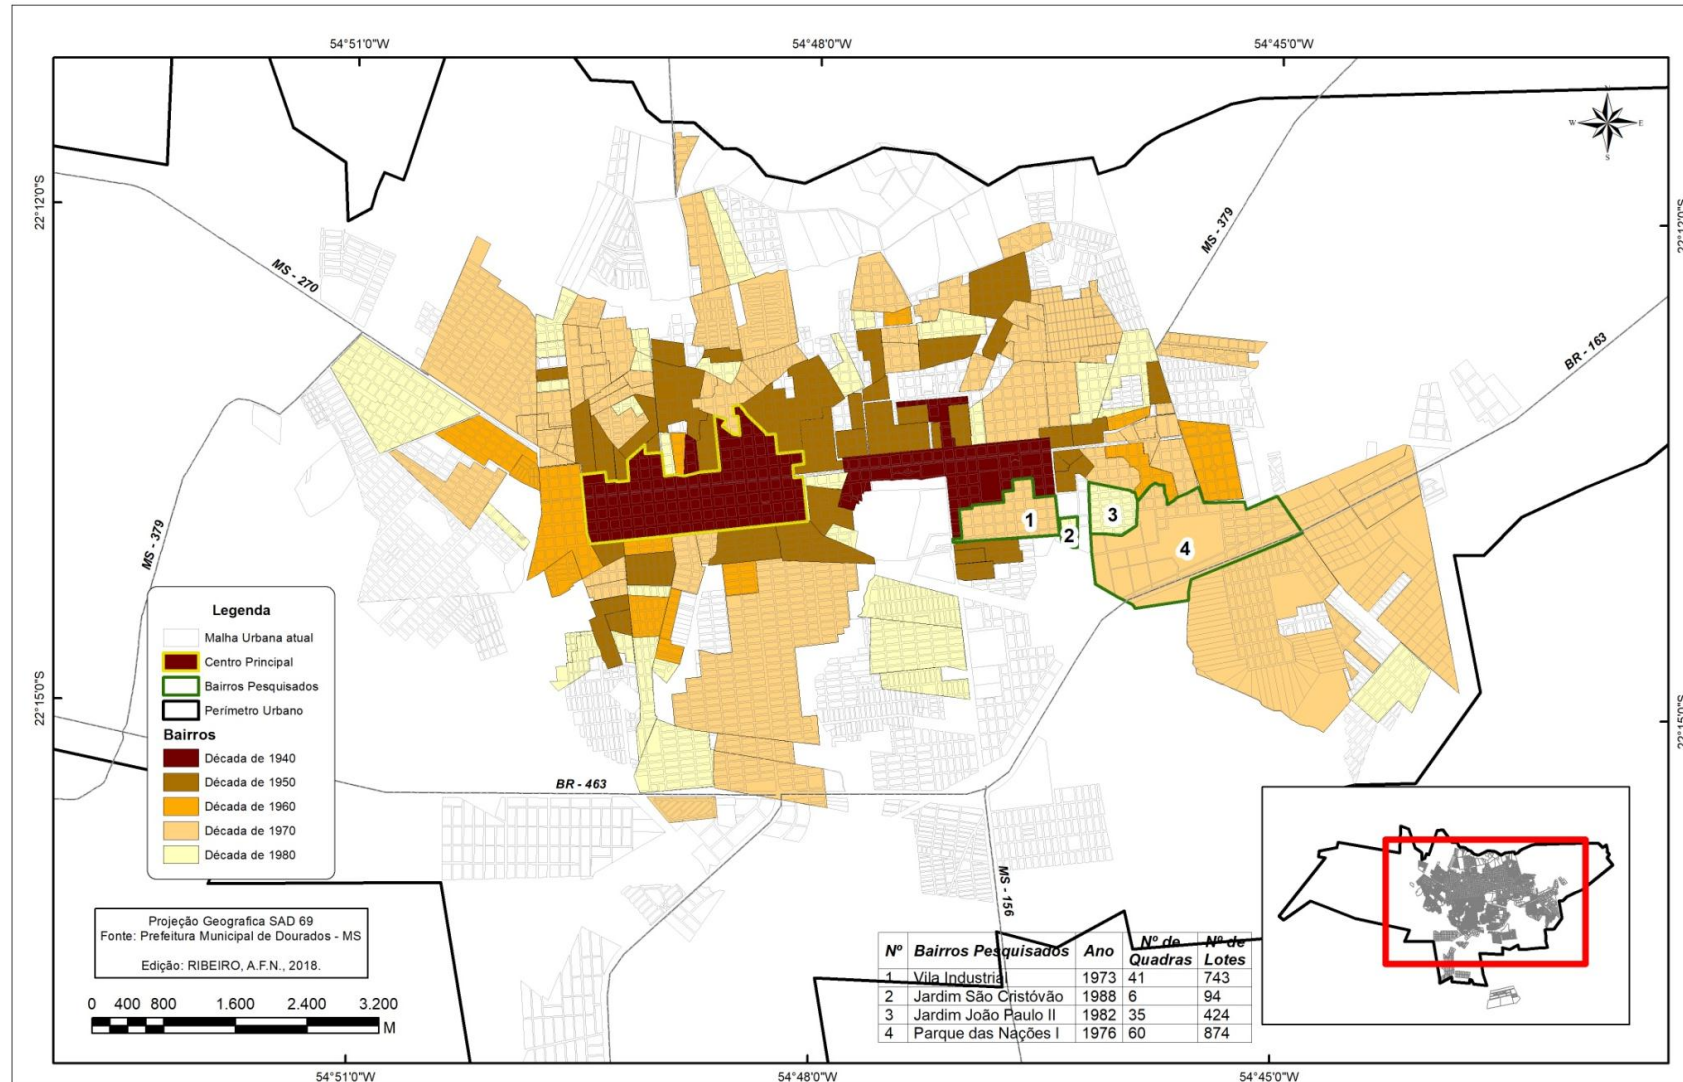 54°51'0"W
54°48'0"W
54°45'0"W
N
W
E
S
22°12'0"S
22°12'0"S
MS - 379
MS - 270
BR - 163
1
2
3
4
MS - 379
Legenda
Malha Urbana atual
Centro Principal
Bairros Pesquisados
Perímetro Urbano
Bairros
Década de 1940
Década de 1950
Década de 1960
Década de 1970
Década de 1980
22°15'0"S
22°15'0"S
BR - 463
MS - 156
Projeção Geografica SAD 69
Fonte: Prefeitura Municipal de Dourados - MS
Edição: RIBEIRO, A.F.N., 2018.
0 400 800 1.600 2.400 3.200
M
Nº Bairros Pesquisados Ano Nº de Quadras Nº de Lotes
1 Vila Industrial 1973 41 743
2 Jardim São Cristóvão 1988 6 94
3 Jardim João Paulo II 1982 35 424
4 Parque das Nações I 1976 60 874
54°51'0"W
54°48'0"W
54°45'0"W